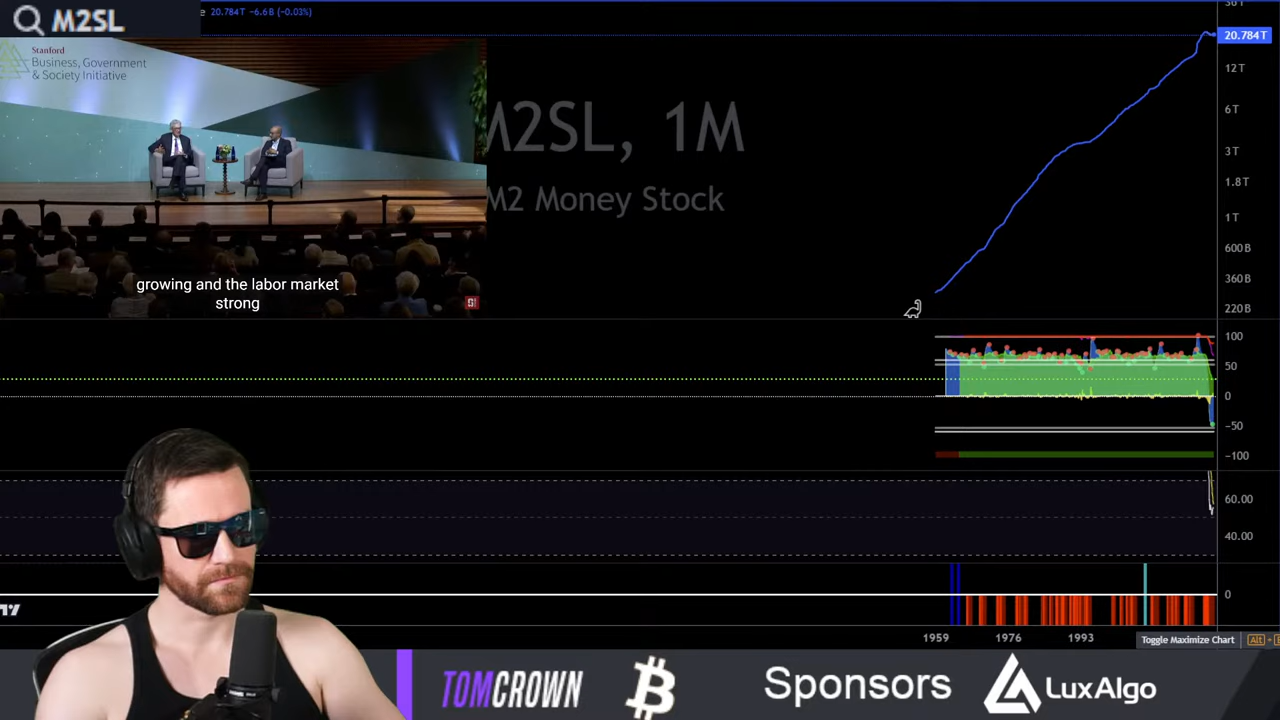 M2SL
e 20.784T −6.6B (−0.03%)
Stanford
Business, Government
& Society Initiative
growing and the labor market
strong
M2SL, 1M
M2 Money Stock
20.784T
12T
6T
3T
1.8T
1T
600B
360B
220B
100
50
0
−50
−100
60.00
40.00
0
1959
1976
1993
Toggle Maximize Chart
Alt
TOMCROWN
Sponsors
LuxAlgo